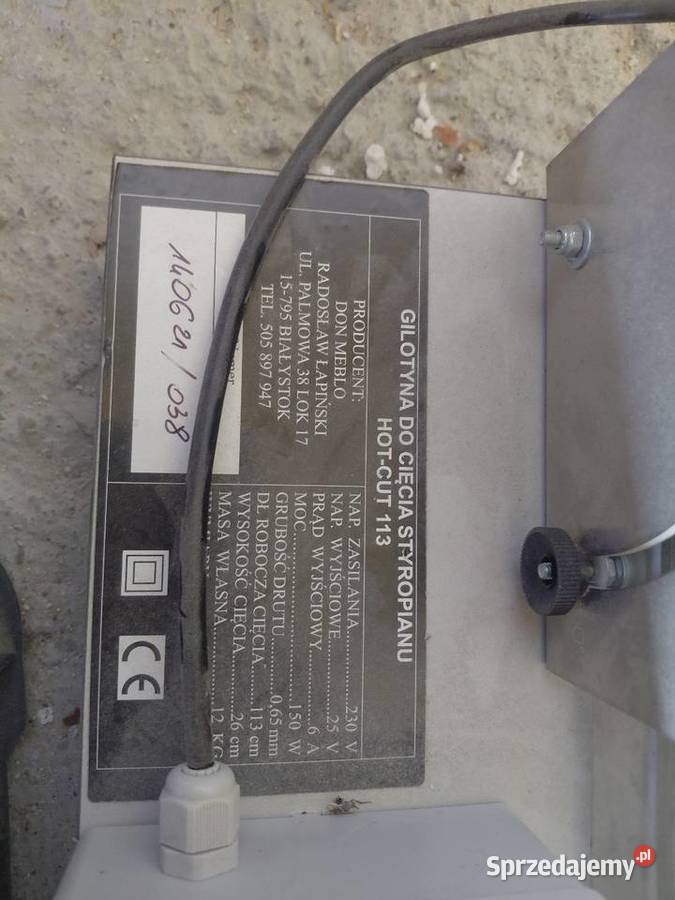 GILOTYNA DO CIĘCIA STYROPIANU
HOT-CUT 113
PRODUCENT:
DON MEBLO
RADOSŁAW ŁAPIŃSKI
UL. PALMOWA 38 LOK 17
15-795 BIAŁYSTOK
TEL. 505 897 947
140621/038
NAP. ZASILANIA...............230 V
NAP. WYJŚCIOWE............25 V
PRĄD WYJŚCIOWY..........6 A
MOC..............................150 W
GRUBOŚĆ DRUTU.........0,65 mm
DŁ ROBOCZA CIĘCIA......113 cm
WYSOKOŚĆ CIĘCIA.........26 cm
MASA WŁASNA..............12 KG
CE
Sprzedajemy.pl